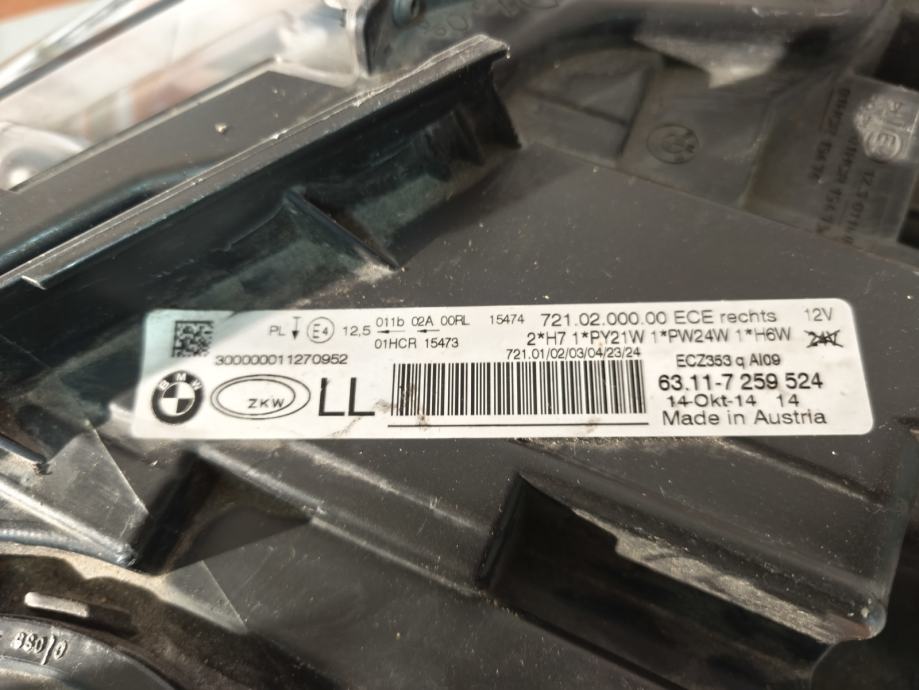 PL E4 12,5 011b 02A 00RL 15474 721.02.000.00 ECE rechts 12V
01HCR 15473 2*H7 1*PY21W 1*PW24W 1*H6W 24V
300000011270952 721.01/02/03/04/23/24 ECZ353 q AI09
BMW ZKW LL 63.11-7 259 524
14-Okt-14 14
Made in Austria